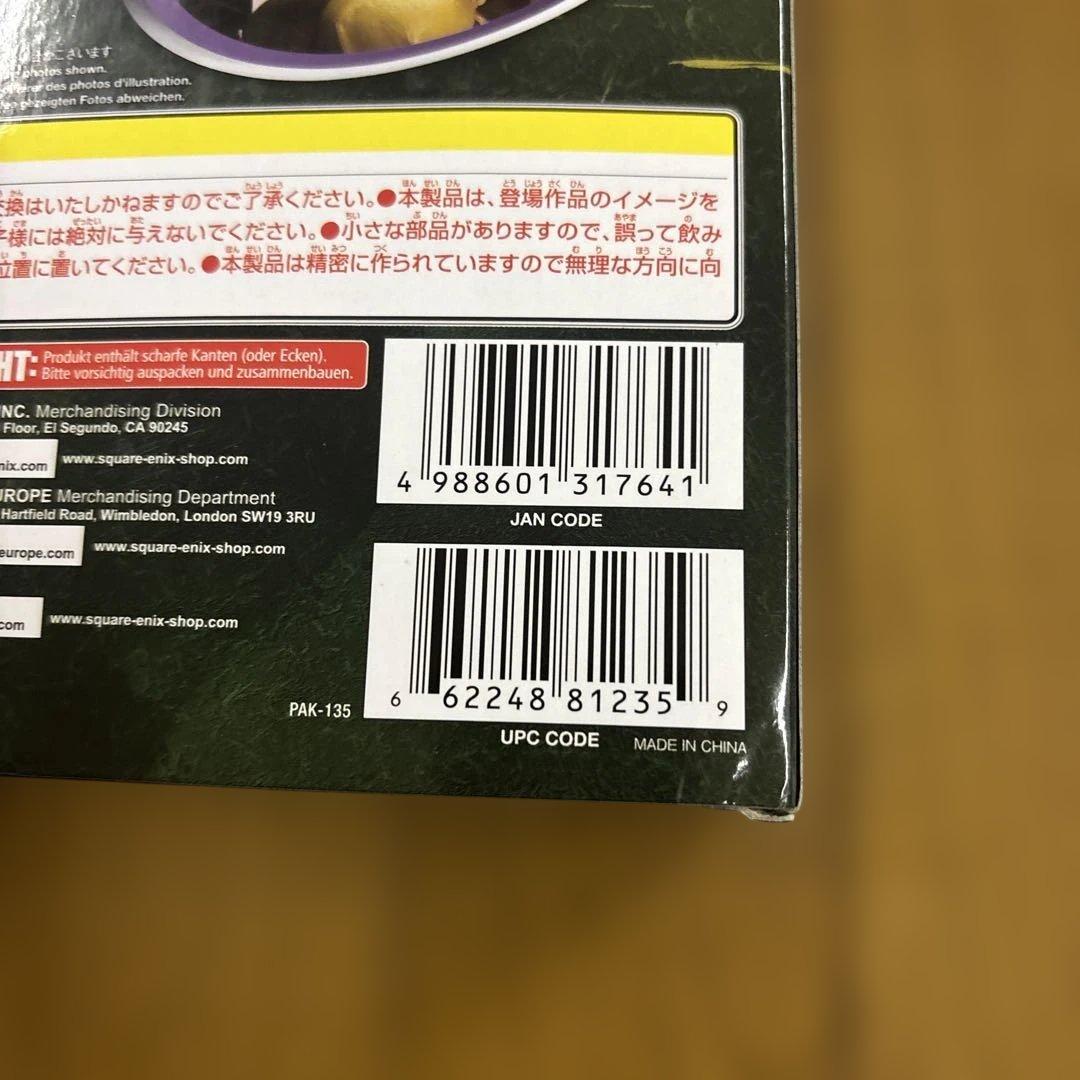 ございます
photos shown.
des photos d'illustration.
gezeigten Fotos abweichen.
交換はいたしかねますのでご了承ください。●本製品は、登場作品のイメージを
様には絶対に与えないでください。●小さな部品がありますので、誤って飲み
位置に置いてください。●本製品は精密に作られていますので無理な方向に向
HT: Produkt enthält scharfe Kanten (oder Ecken).
Bitte vorsichtig auspacken und zusammenbauen.
INC. Merchandising Division
Floor, El Segundo, CA 90245
nix.com www.square-enix-shop.com
UROPE Merchandising Department
Hartfield Road, Wimbledon, London SW19 3RU
europe.com www.square-enix-shop.com
com www.square-enix-shop.com
PAK-135
4 988601 317641
JAN CODE
6 62248 81235 9
UPC CODE
MADE IN CHINA